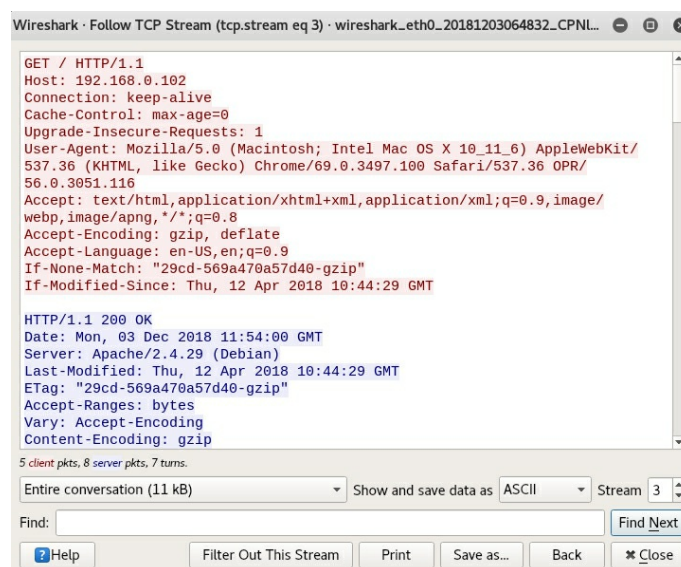 Wireshark · Follow TCP Stream (tcp.stream eq 3) · wireshark_eth0_20181203064832_CPNl...
GET / HTTP/1.1
Host: 192.168.0.102
Connection: keep-alive
Cache-Control: max-age=0
Upgrade-Insecure-Requests: 1
User-Agent: Mozilla/5.0 (Macintosh; Intel Mac OS X 10_11_6) AppleWebKit/
537.36 (KHTML, like Gecko) Chrome/69.0.3497.100 Safari/537.36 OPR/
56.0.3051.116
Accept: text/html,application/xhtml+xml,application/xml;q=0.9,image/
webp,image/apng,*/*;q=0.8
Accept-Encoding: gzip, deflate
Accept-Language: en-US,en;q=0.9
If-None-Match: "29cd-569a470a57d40-gzip"
If-Modified-Since: Thu, 12 Apr 2018 10:44:29 GMT
HTTP/1.1 200 OK
Date: Mon, 03 Dec 2018 11:54:00 GMT
Server: Apache/2.4.29 (Debian)
Last-Modified: Thu, 12 Apr 2018 10:44:29 GMT
ETag: "29cd-569a470a57d40-gzip"
Accept-Ranges: bytes
Vary: Accept-Encoding
Content-Encoding: gzip
5 client pkts, 8 server pkts, 7 turns.
Entire conversation (11 kB) Show and save data as ASCII Stream 3
Find: Find Next
Help Filter Out This Stream Print Save as... Back Close